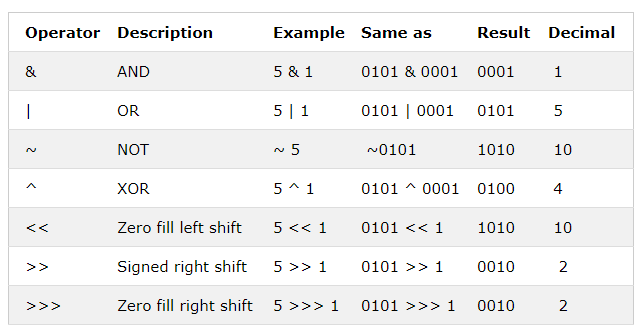 Operator Description Example Same as Result Decimal
& AND 5 & 1 0101 & 0001 0001 1
| OR 5 | 1 0101 | 0001 0101 5
~ NOT ~ 5 ~0101 1010 10
^ XOR 5 ^ 1 0101 ^ 0001 0100 4
<< Zero fill left shift 5 << 1 0101 << 1 1010 10
>> Signed right shift 5 >> 1 0101 >> 1 0010 2
>>> Zero fill right shift 5 >>> 1 0101 >>> 1 0010 2